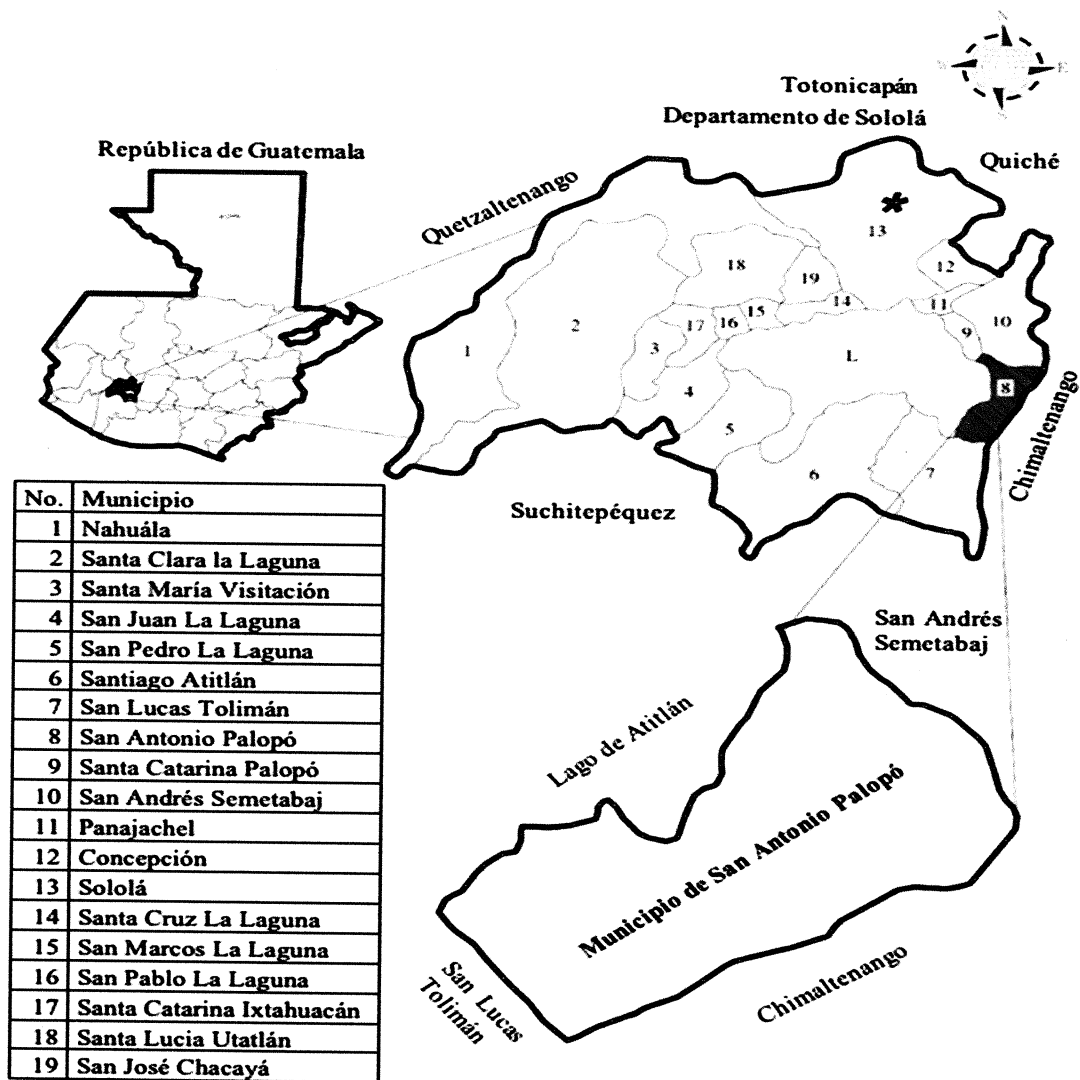 N
W
E
S
Totonicapán
Departamento de Sololá
República de Guatemala
Quiché
Quetzaltenango
13
18
19
12
14
11
15
16
17
10
9
2
3
1
L
8
4
5
6
7
Chimaltenango
Suchitepéquez
No. Municipio
1 Nahuála
2 Santa Clara la Laguna
3 Santa María Visitación
4 San Juan La Laguna
5 San Pedro La Laguna
6 Santiago Atitlán
7 San Lucas Tolimán
8 San Antonio Palopó
9 Santa Catarina Palopó
10 San Andrés Semetabaj
11 Panajachel
12 Concepción
13 Sololá
14 Santa Cruz La Laguna
15 San Marcos La Laguna
16 San Pablo La Laguna
17 Santa Catarina Ixtahuacán
18 Santa Lucia Utatlán
19 San José Chacayá
San Andrés
Semetabaj
Lago de Atitlán
Municipio de San Antonio Palopó
San Lucas
Tolimán
Chimaltenango